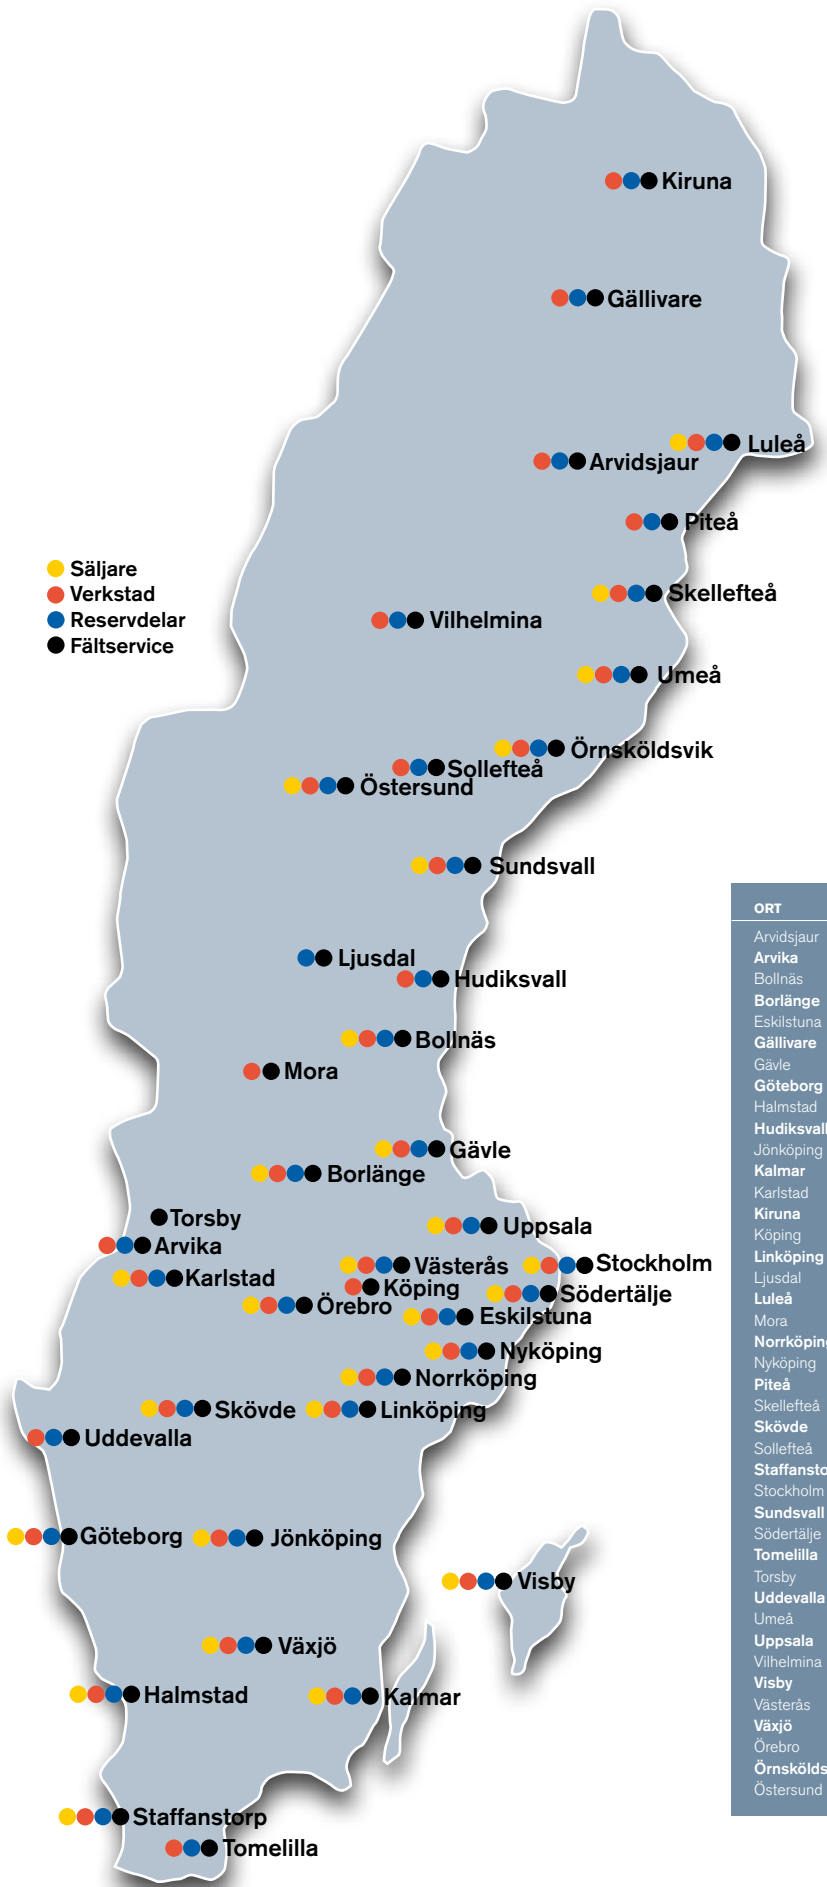 Kiruna
Gällivare
Luleå
Arvidsjaur
Piteå
Säljare
Verkstad
Reservdelar
Fältservice
Skellefteå
Vilhelmina
Umeå
Örnsköldsvik
Sollefteå
Östersund
Sundsvall
Ljusdal
Hudiksvall
Bollnäs
Mora
Gävle
Borlänge
Torsby
Uppsala
Arvika
Västerås
Stockholm
Karlstad
Köping
Södertälje
Örebro
Eskilstuna
Nyköping
Norrköping
Skövde
Linköping
Uddevalla
Göteborg
Jönköping
Visby
Växjö
Halmstad
Kalmar
Staffanstorp
Tomelilla
ORT
Arvidsjaur
Arvika
Bollnäs
Borlänge
Eskilstuna
Gällivare
Gävle
Göteborg
Halmstad
Hudiksvall
Jönköping
Kalmar
Karlstad
Kiruna
Köping
Linköping
Ljusdal
Luleå
Mora
Norrköping
Nyköping
Piteå
Skellefteå
Skövde
Sollefteå
Staffansto
Stockholm
Sundsvall
Södertälje
Tomelilla
Torsby
Uddevalla
Umeå
Uppsala
Vilhelmina
Visby
Västerås
Växjö
Örebro
Örnskölds
Östersund